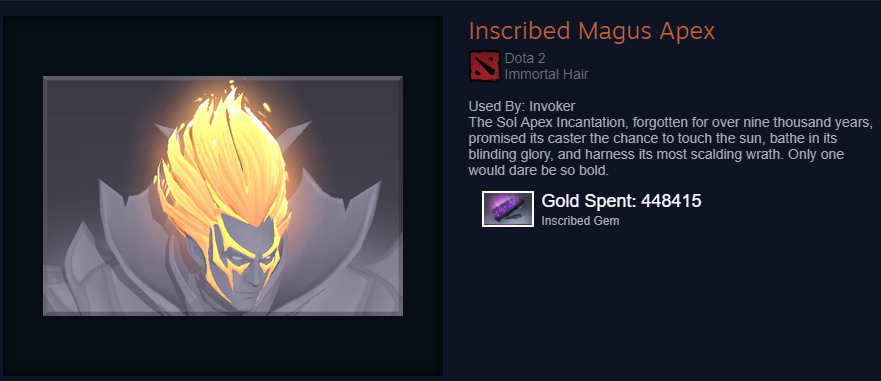 Inscribed Magus Apex
Dota 2
Immortal Hair
Used By: Invoker
The Sol Apex Incantation, forgotten for over nine thousand years,
promised its caster the chance to touch the sun, bathe in its
blinding glory, and harness its most scalding wrath. Only one
would dare be so bold.
Gold Spent: 448415
Inscribed Gem